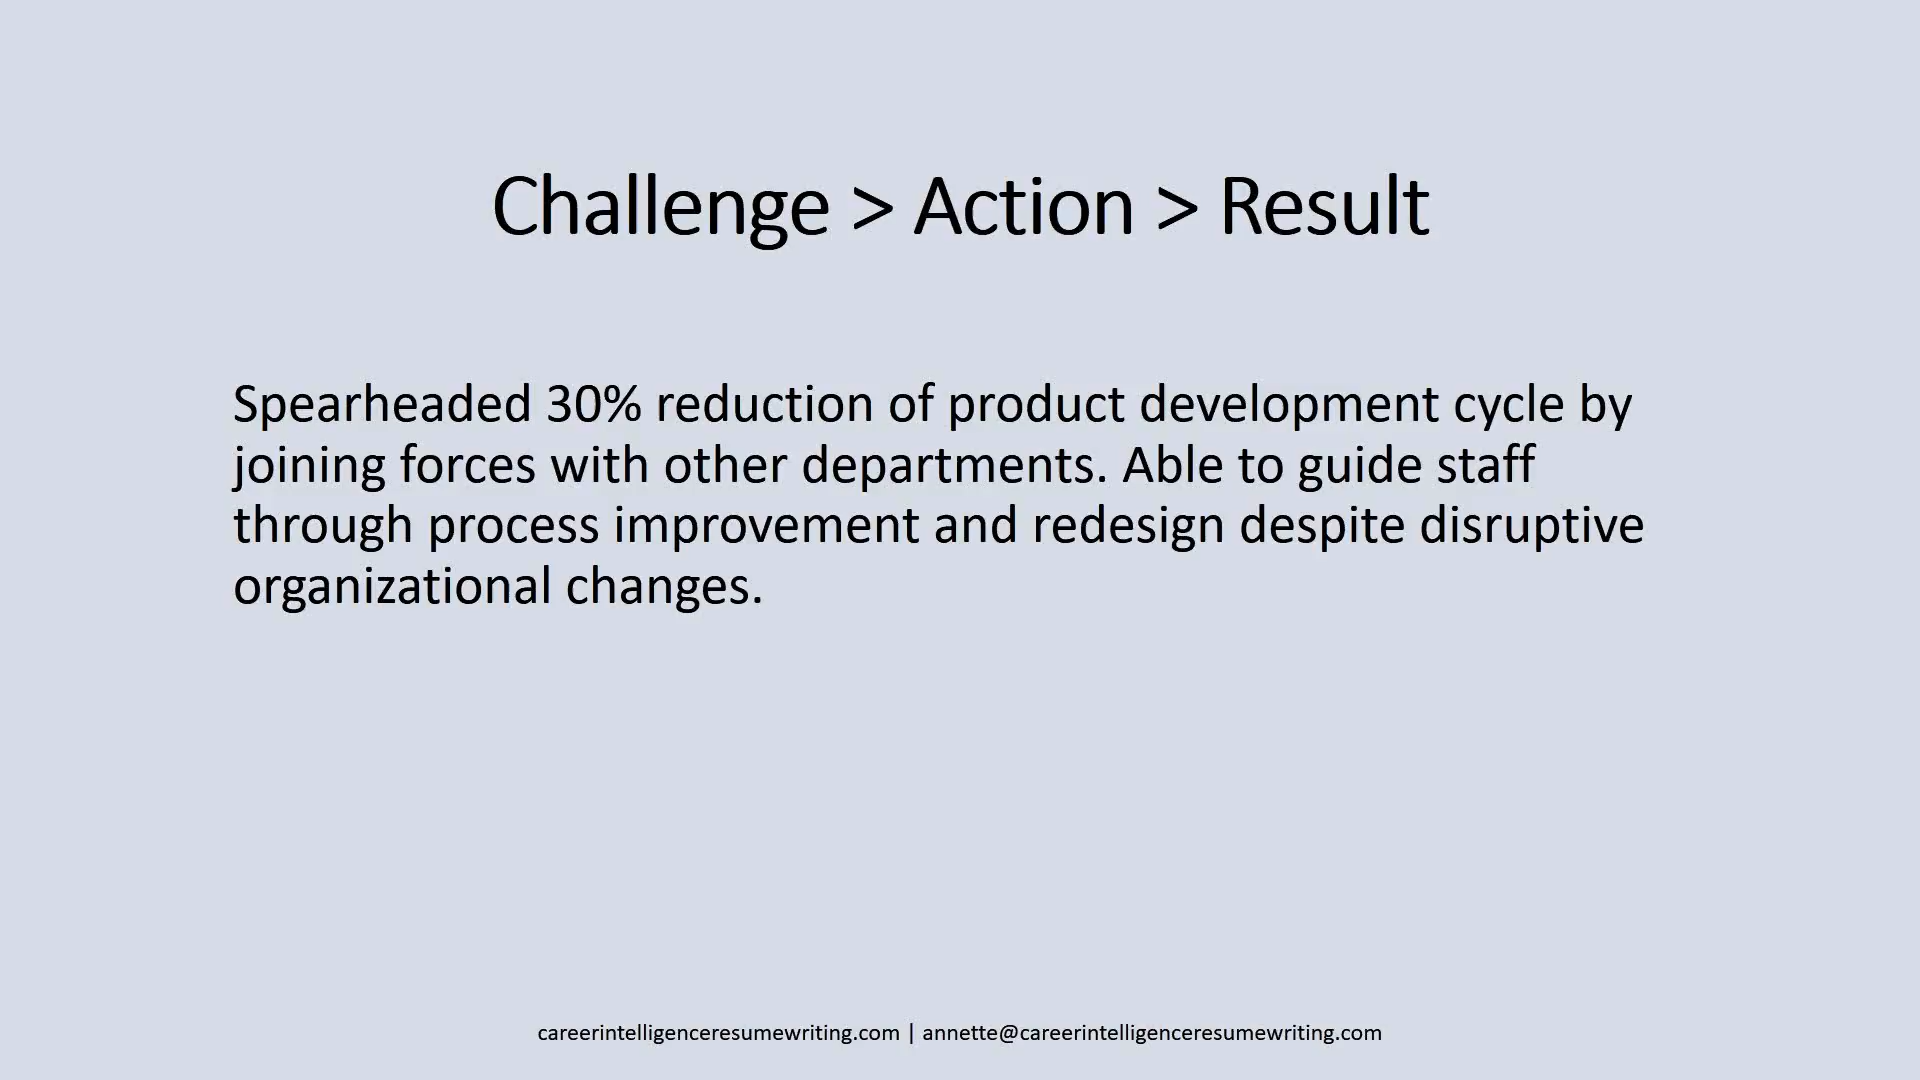 Challenge > Action > Result
Spearheaded 30% reduction of product development cycle by
joining forces with other departments. Able to guide staff
through process improvement and redesign despite disruptive
organizational changes.
careerintelligenceresumewriting.com | annette@careerintelligenceresumewriting.com